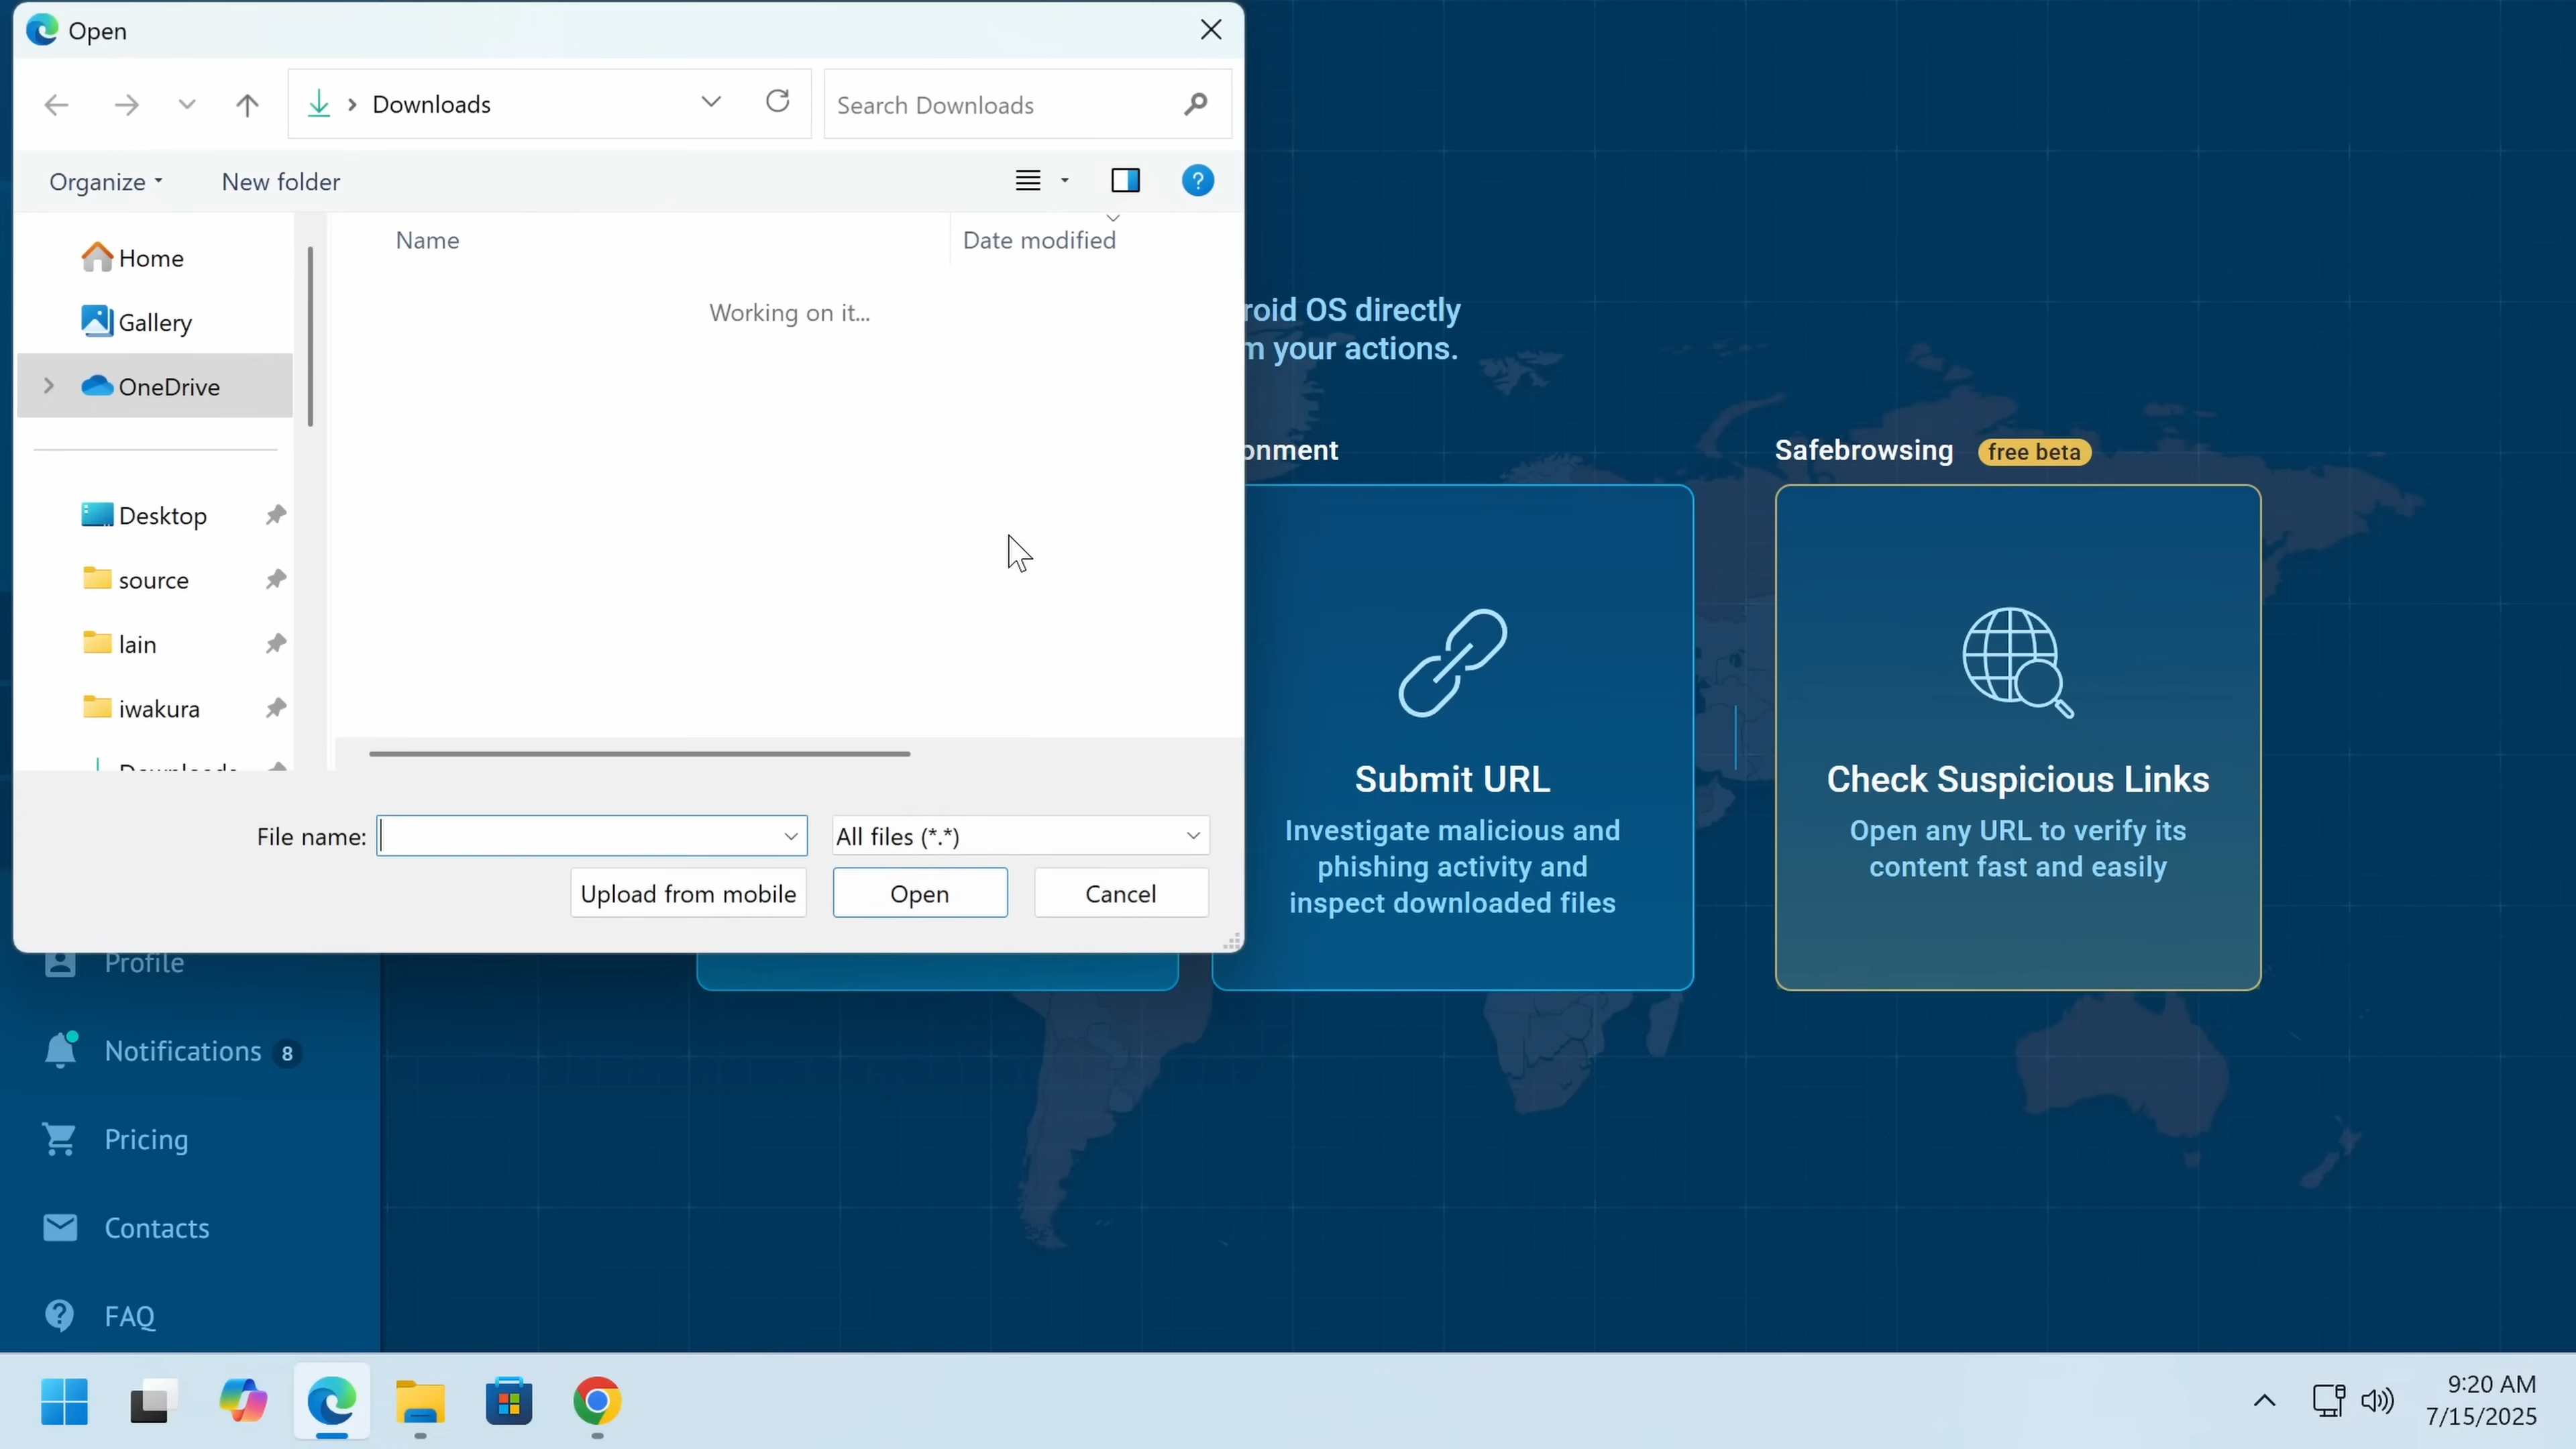 Open
Downloads
Search Downloads
Organize
New folder
Name
Date modified
Home
Gallery
OneDrive
Desktop
source
lain
iwakura
Downloads
Working on it...
File name:
All files (*.*)
Upload from mobile
Open
Cancel
roid OS directly
m your actions.
onment
Safebrowsing
free beta
Submit URL
Investigate malicious and
phishing activity and
inspect downloaded files
Check Suspicious Links
Open any URL to verify its
content fast and easily
Profile
Notifications 8
Pricing
Contacts
FAQ
9:20 AM
7/15/2025